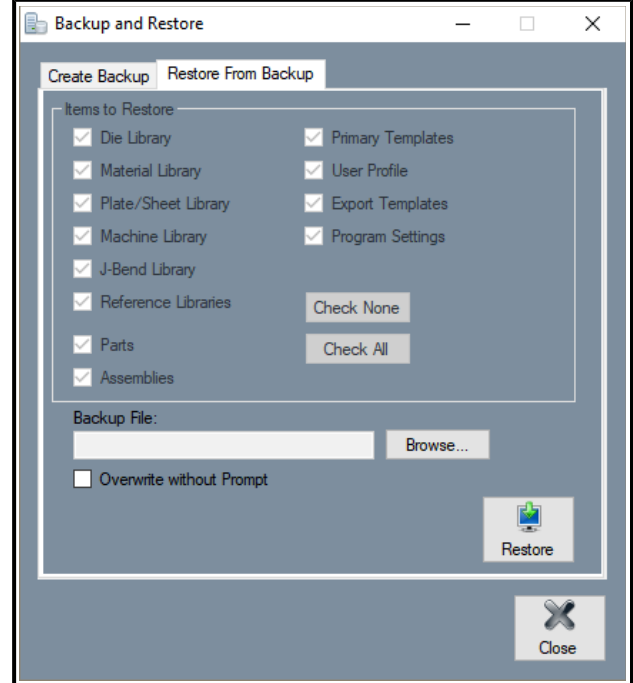 Backup and Restore
Create Backup Restore From Backup
Items to Restore
Die Library Primary Templates
Material Library User Profile
Plate/Sheet Library Export Templates
Machine Library Program Settings
J-Bend Library
Reference Libraries Check None
Parts Check All
Assemblies
Backup File:
Browse...
Overwrite without Prompt
Restore
Close